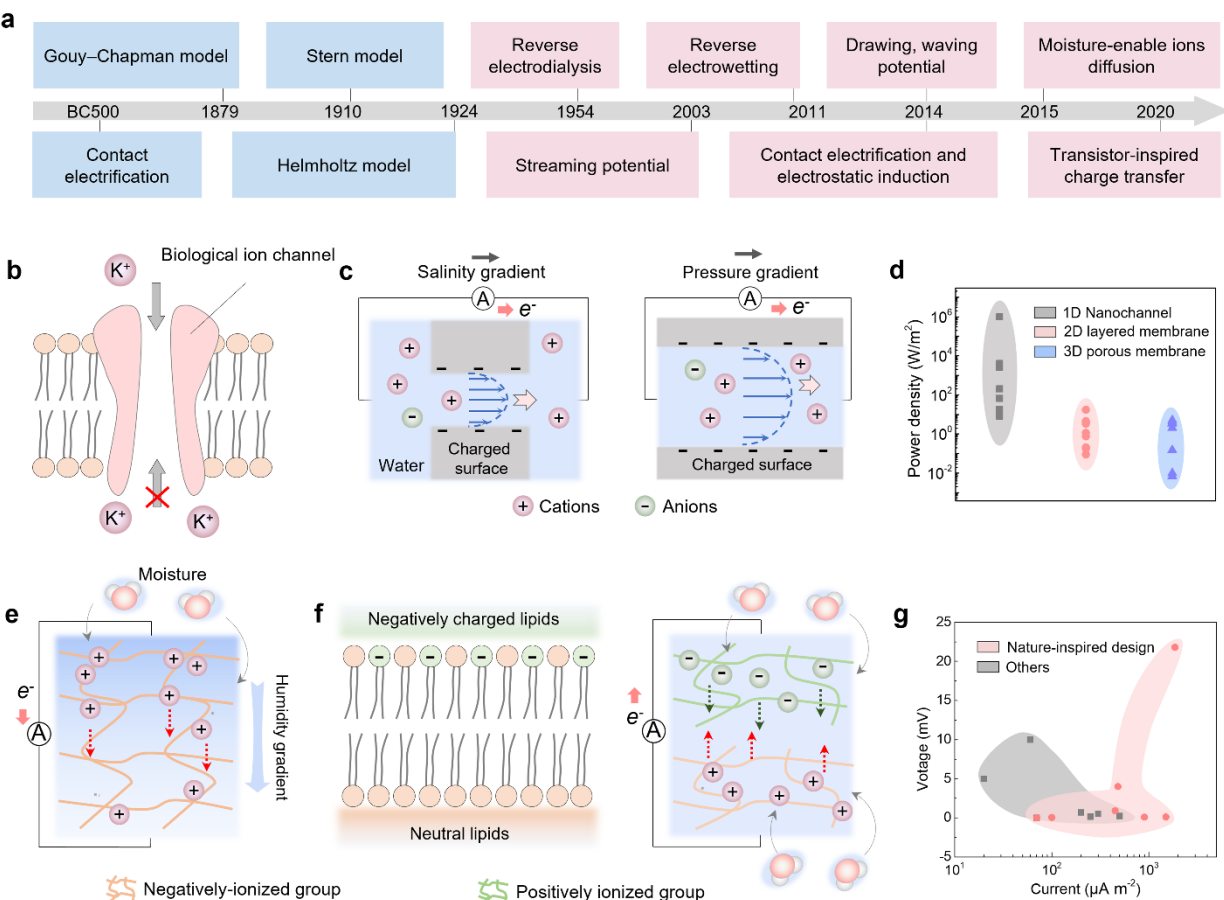 a
Gouy–Chapman model
Stern model
Reverse
electrodialysis
Reverse
electrowetting
Drawing, waving
potential
Moisture-enable ions
diffusion
BC500
1879
1910
1924
1954
2003
2011
2014
2015
2020
Contact
electrification
Helmholtz model
Streaming potential
Contact electrification and
electrostatic induction
Transistor-inspired
charge transfer
b
Biological ion channel
K+
K+
K+
c
Salinity gradient
A
e-
+
+
+
+
+
-
Water
Charged
surface
Pressure gradient
A
e-
-
+
+
+
+
Charged surface
+ Cations
- Anions
d
Power density (W/m2)
10^6
10^4
10^2
10^0
10^-2
1D Nanochannel
2D layered membrane
3D porous membrane
e
Moisture
e-
A
Humidity gradient
Negatively-ionized group
f
Negatively charged lipids
Neutral lipids
e-
A
Positively ionized group
g
Votage (mV)
25
20
15
10
5
0
-5
Nature-inspired design
Others
10^1
10^2
10^3
Current (μA m-2)